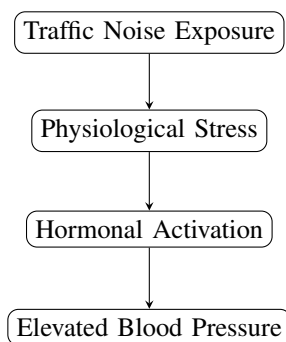 Traffic Noise Exposure
Physiological Stress
Hormonal Activation
Elevated Blood Pressure